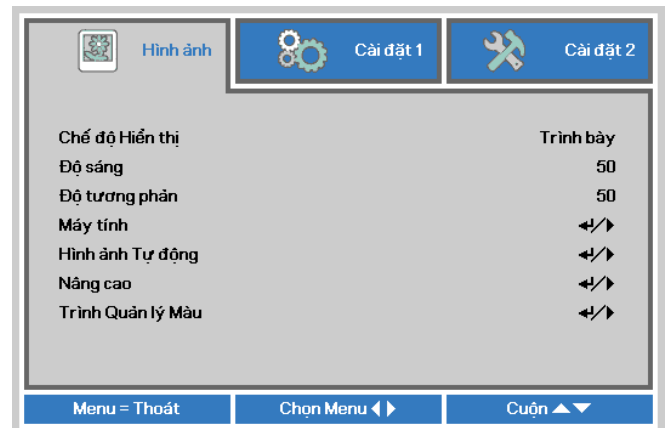 Hình ảnh Cài đặt 1 Cài đặt 2
Chế độ Hiển thị Trình bày
Độ sáng 50
Độ tương phản 50
Máy tính ↵/▶
Hình ảnh Tự động ↵/▶
Nâng cao ↵/▶
Trình Quản lý Màu ↵/▶
Menu = Thoát Chọn Menu ◀ ▶ Cuộn ▲▼